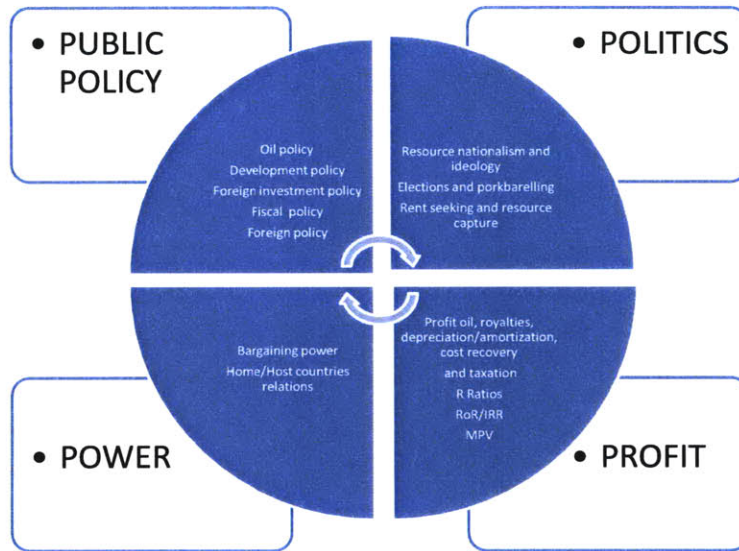 • PUBLIC
POLICY
Oil policy
Development policy
Foreign investment policy
Fiscal policy
Foreign policy
• POLITICS
Resource nationalism and
ideology
Elections and porkbarelling
Rent seeking and resource
capture
• POWER
Bargaining power
Home/Host countries
relations
• PROFIT
Profit oil, royalties,
depreciation/amortization,
cost recovery
and taxation
R Ratios
RoR/IRR
MPV